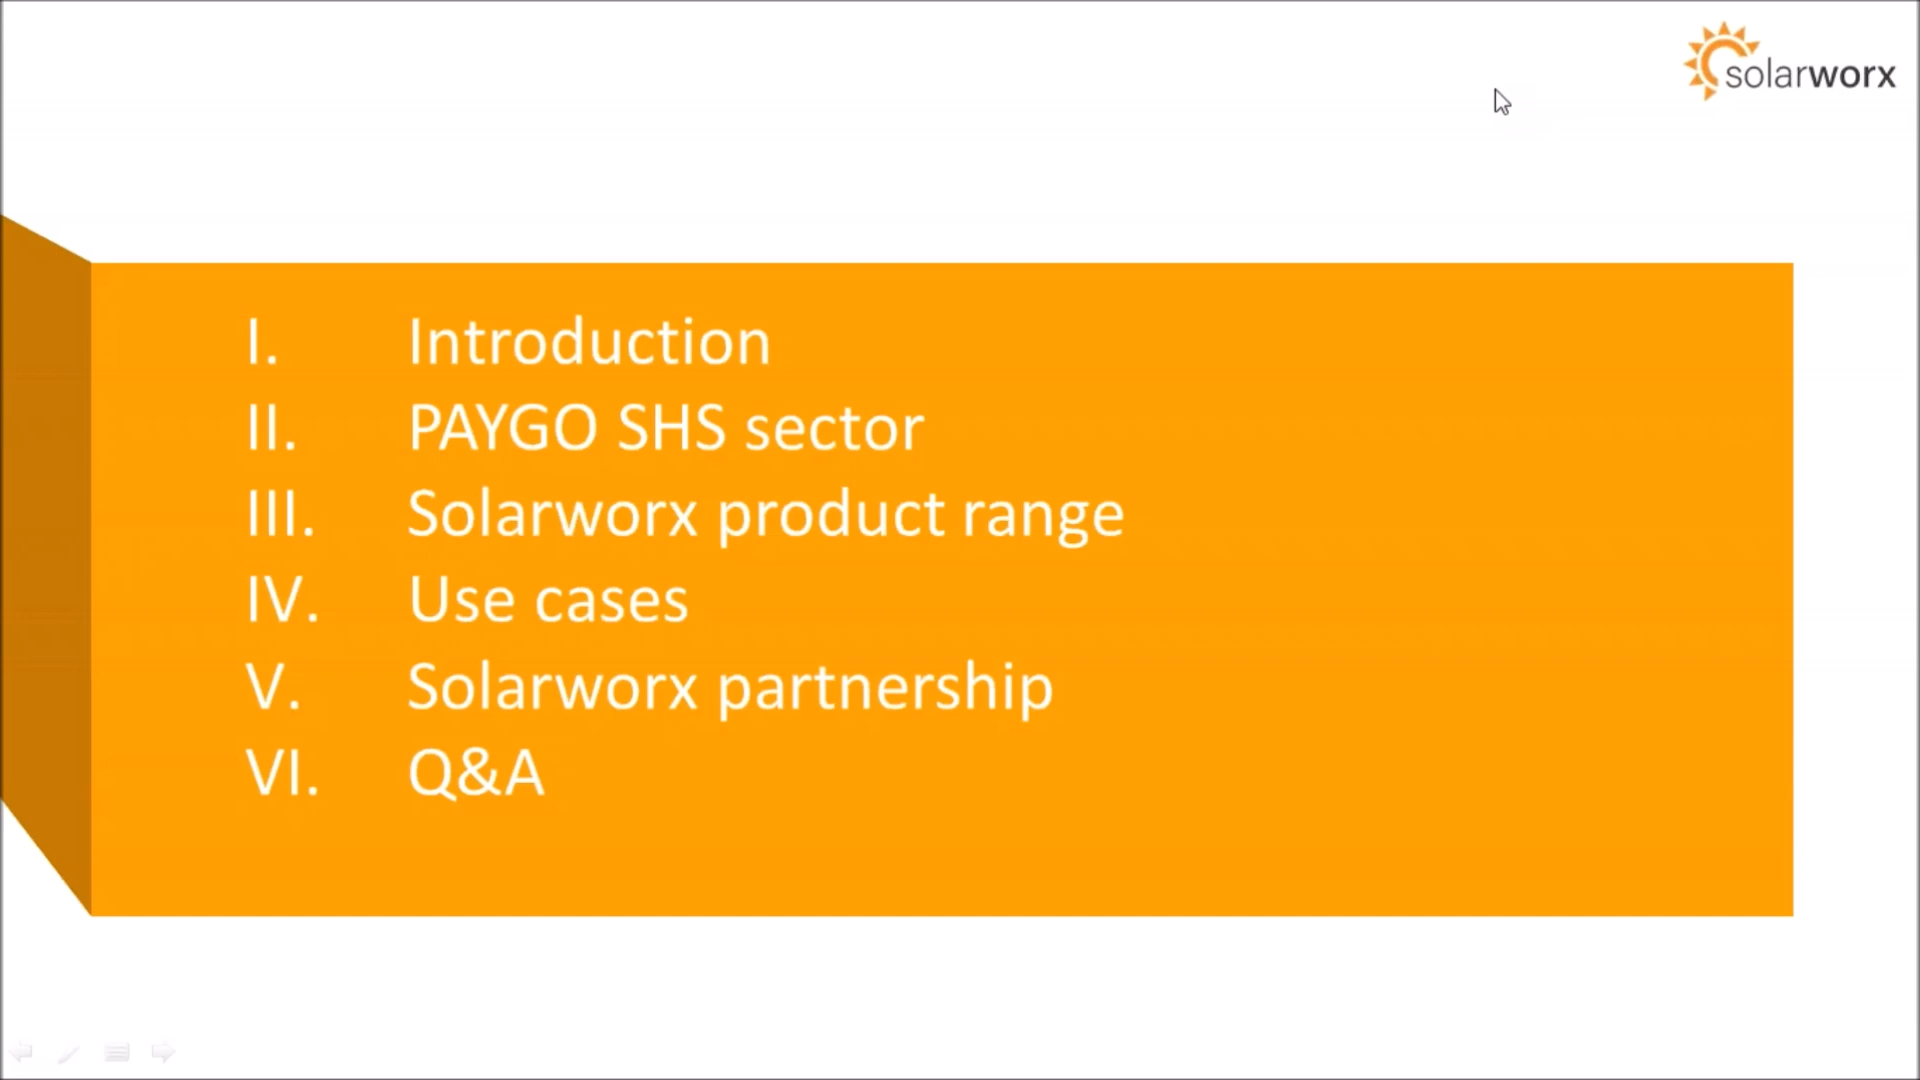 solarworx
I. Introduction
II. PAYGO SHS sector
III. Solarworx product range
IV. Use cases
V. Solarworx partnership
VI. Q&A